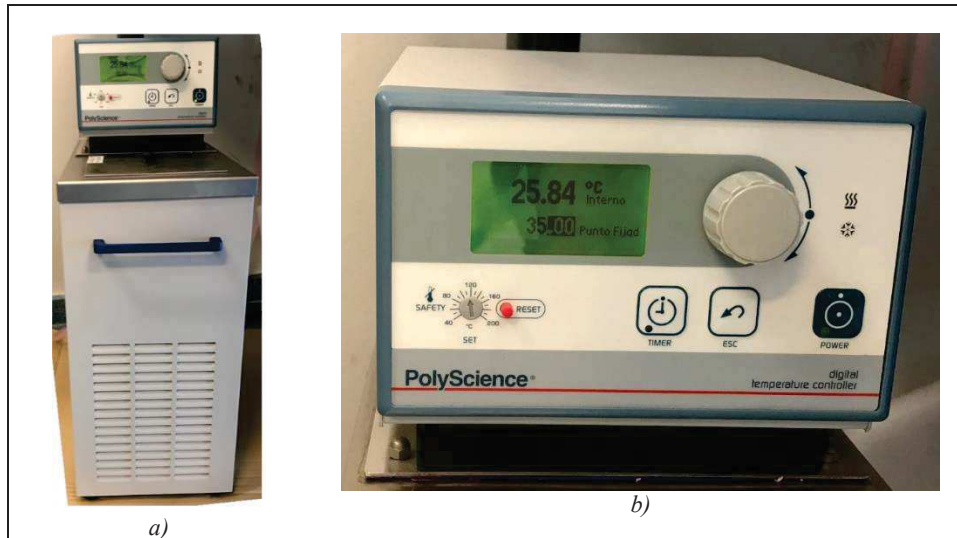 PolyScience
a)
25.84 °C
Interno
35.00 Punto Fijad
SAFETY
40
80
120
160
200
°C
SET
RESET
TIMER
ESC
POWER
PolyScience®
digital
temperature controller
b)